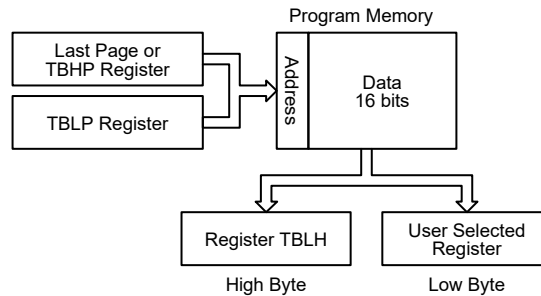 Program Memory
Last Page or
TBHP Register
TBLP Register
Address
Data
16 bits
Register TBLH
User Selected
Register
High Byte
Low Byte